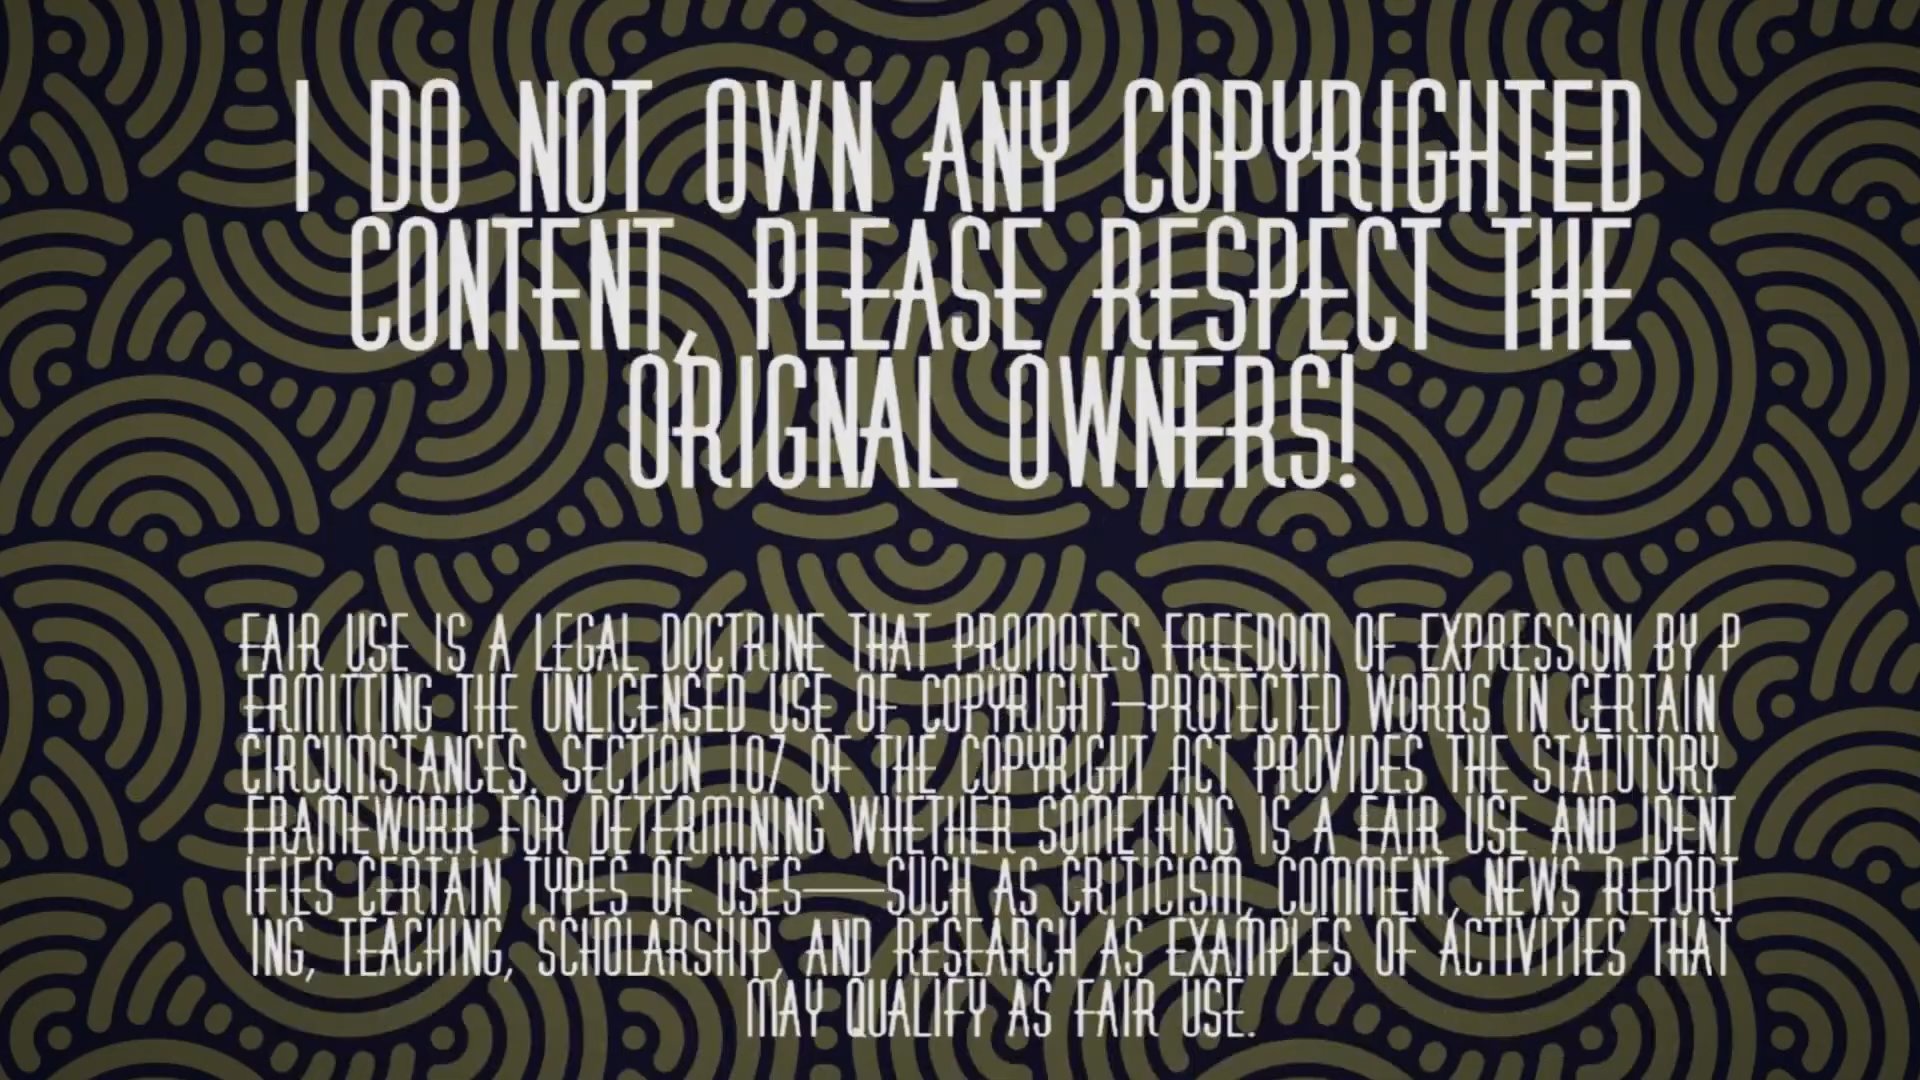 I DO NOT OWN ANY COPYRIGHTED
CONTENT, PLEASE RESPECT THE
ORIGNAL OWNERS!
FAIR USE IS A LEGAL DOCTRINE THAT PROMOTES FREEDOM OF EXPRESSION BY P
ERMITTING THE UNLICENSED USE OF COPYRIGHT-PROTECTED WORKS IN CERTAIN
CIRCUMSTANCES. SECTION 107 OF THE COPYRIGHT ACT PROVIDES THE STATUTORY
FRAMEWORK FOR DETERMINING WHETHER SOMETHING IS A FAIR USE AND IDENT
IFIES CERTAIN TYPES OF USES——SUCH AS CRITICISM, COMMENT, NEWS REPORT
ING, TEACHING, SCHOLARSHIP, AND RESEARCH AS EXAMPLES OF ACTIVITIES THAT
MAY QUALIFY AS FAIR USE.